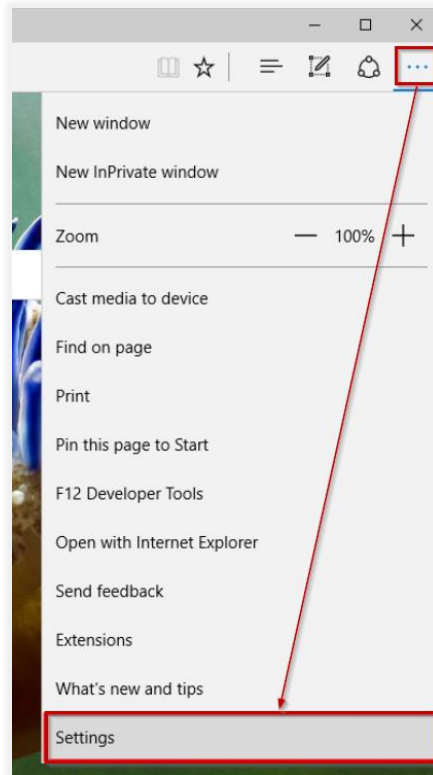 New window
New InPrivate window
Zoom — 100% +
Cast media to device
Find on page
Print
Pin this page to Start
F12 Developer Tools
Open with Internet Explorer
Send feedback
Extensions
What's new and tips
Settings